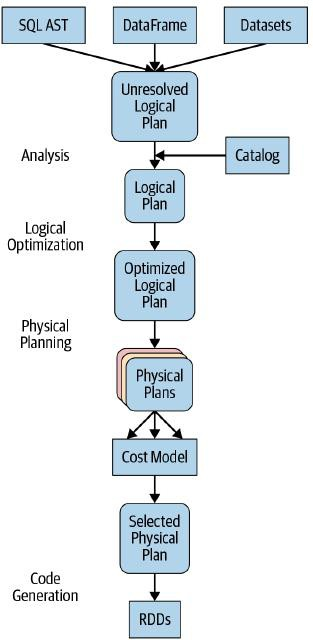 SQL AST
DataFrame
Datasets
Unresolved
Logical
Plan
Analysis
Catalog
Logical
Plan
Logical
Optimization
Optimized
Logical
Plan
Physical
Planning
Physical
Plans
Cost Model
Selected
Physical
Plan
Code
Generation
RDDs